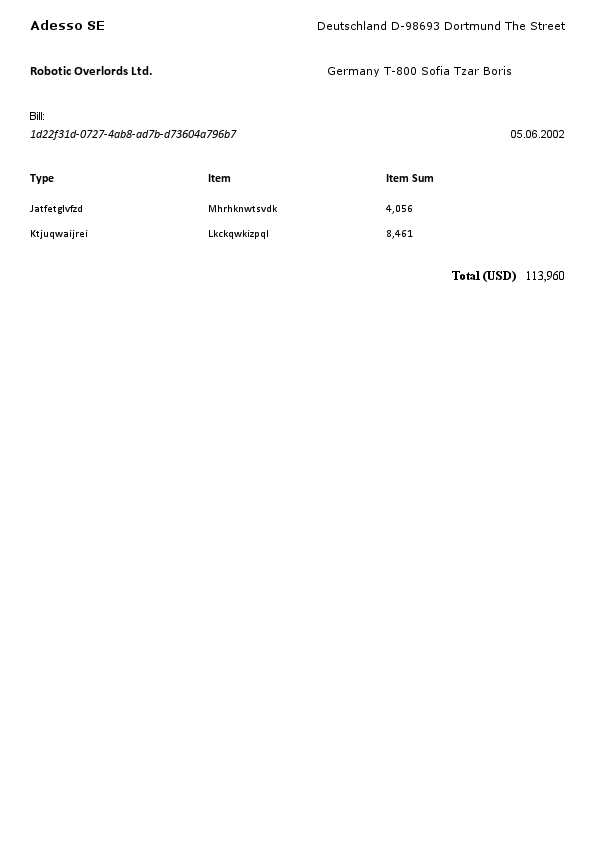 Adesso SE Deutschland D-98693 Dortmund The Street
Robotic Overlords Ltd. Germany T-800 Sofia Tzar Boris
Bill:
1d22f31d-0727-4ab8-ad7b-d73604a796b7 05.06.2002
Type Item Item Sum
Jatfetglvfzd Mhrhknwtsvdk 4,056
Ktjuqwaijrei Lkckqwkizpql 8,461
Total (USD) 113,960